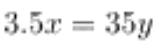 3.5x = 35y